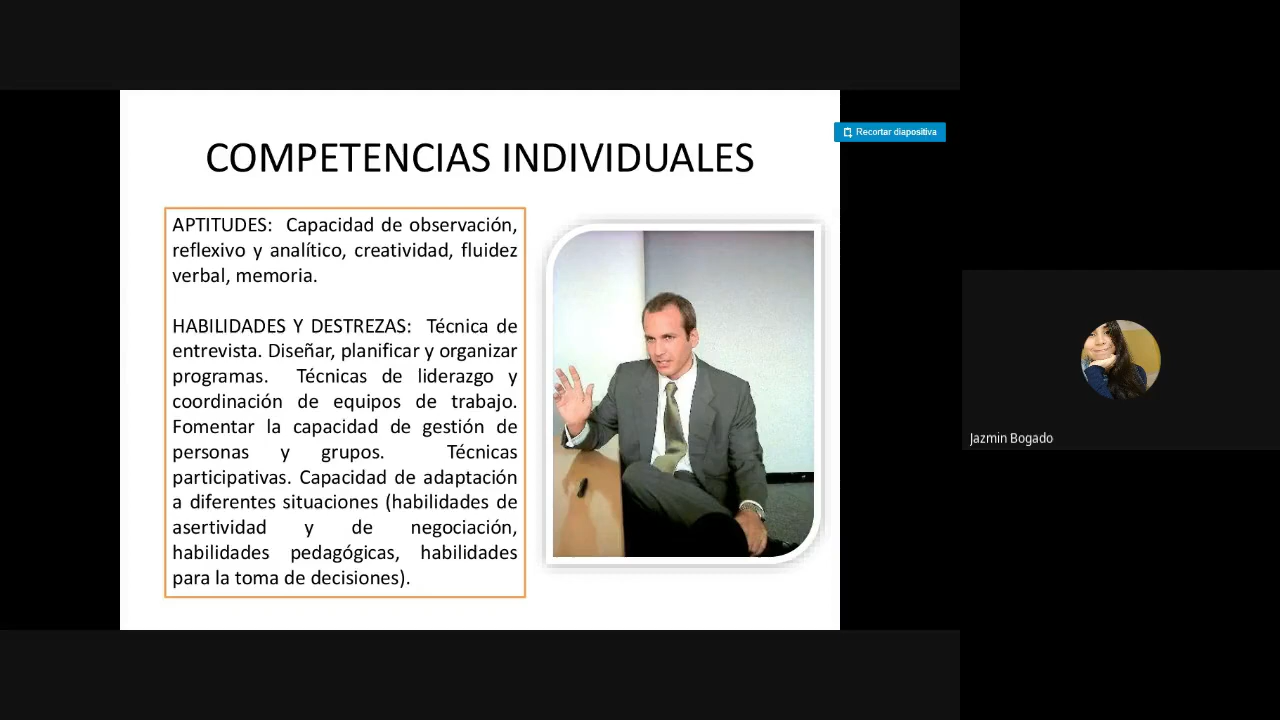 COMPETENCIAS INDIVIDUALES
Recortar diapositiva
APTITUDES: Capacidad de observación,
reflexivo y analítico, creatividad, fluidez
verbal, memoria.
HABILIDADES Y DESTREZAS: Técnica de
entrevista. Diseñar, planificar y organizar
programas. Técnicas de liderazgo y
coordinación de equipos de trabajo.
Fomentar la capacidad de gestión de
personas y grupos. Técnicas
participativas. Capacidad de adaptación
a diferentes situaciones (habilidades de
asertividad y de negociación,
habilidades pedagógicas, habilidades
para la toma de decisiones).
Jazmin Bogado